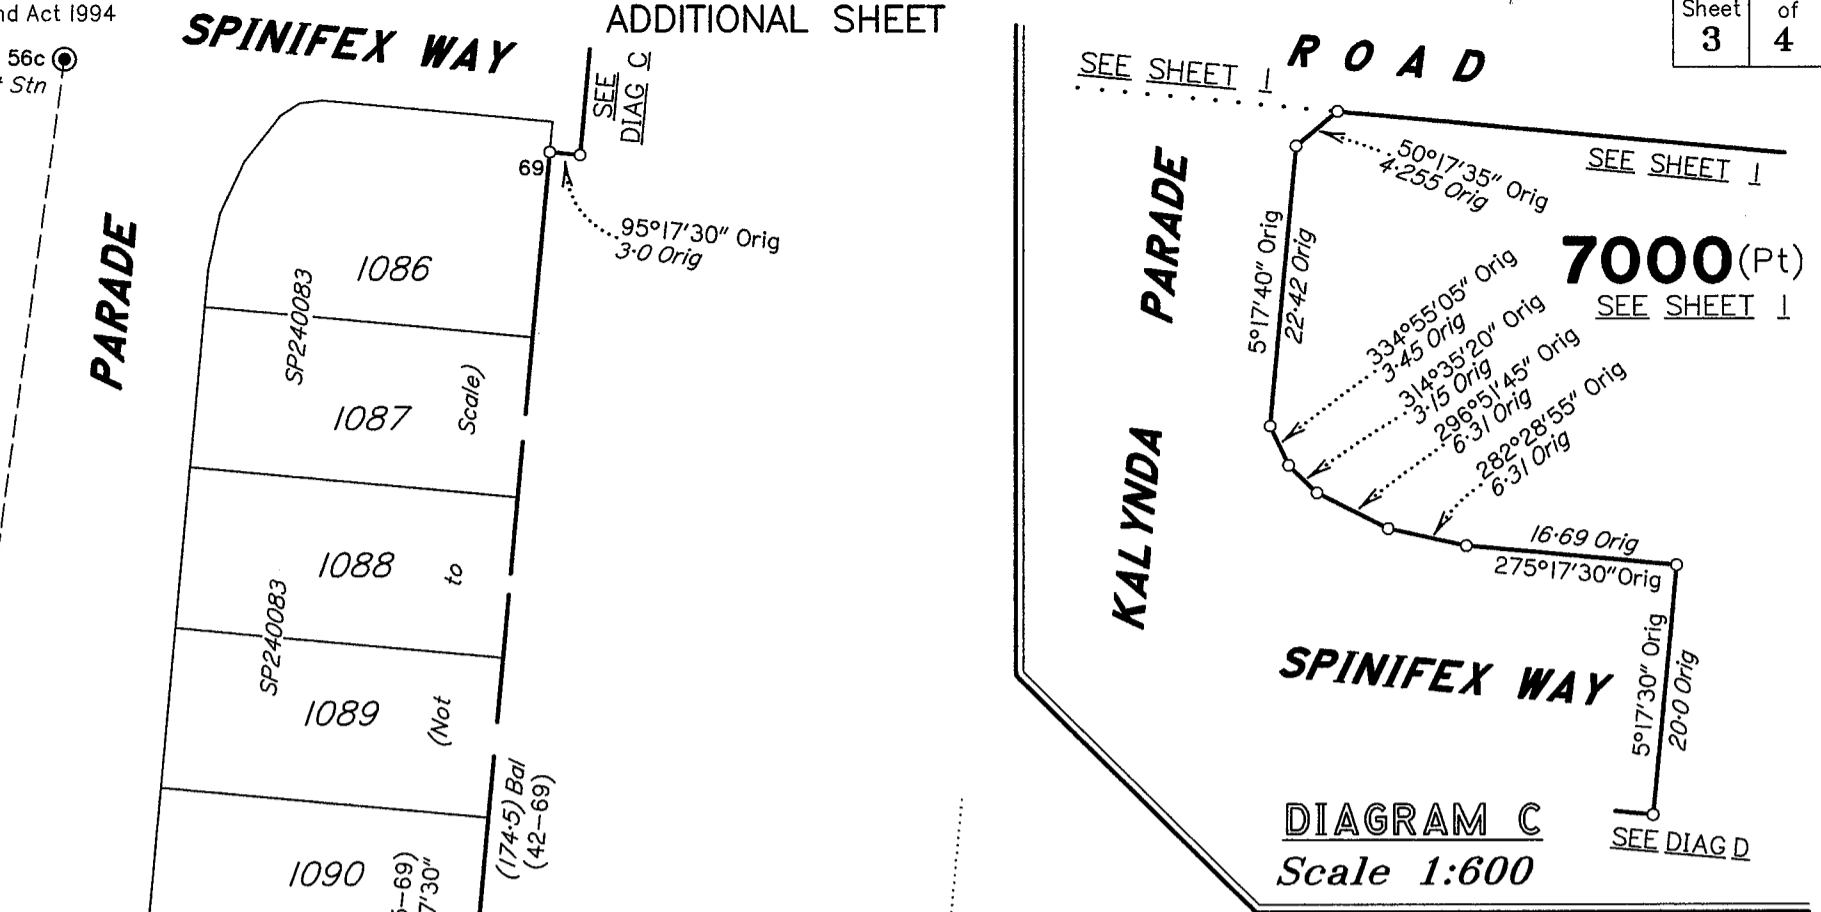 nd Act 1994
ADDITIONAL SHEET
Sheet 3 of 4
56c
Stn
SPINIFEX WAY
SEE
DIAG C
69
95°17'30" Orig
3·0 Orig
PARADE
1086
SP240083
1087
1088
SP240083
1089
1090
(Not to Scale)
(174·5) Bal
(42-69)
-69)
7'30"
ROAD
SEE SHEET 1
50°17'35" Orig
4·255 Orig
SEE SHEET 1
7000 (Pt)
SEE SHEET 1
KALYNDA PARADE
5°17'40" Orig
22·42 Orig
334°55'05" Orig
3·45 Orig
314°35'20" Orig
3·15 Orig
296°51'45" Orig
6·31 Orig
282°28'55" Orig
6·31 Orig
16·69 Orig
275°17'30" Orig
SPINIFEX WAY
5°17'30" Orig
20·0 Orig
SEE DIAG D
DIAGRAM C
Scale 1:600